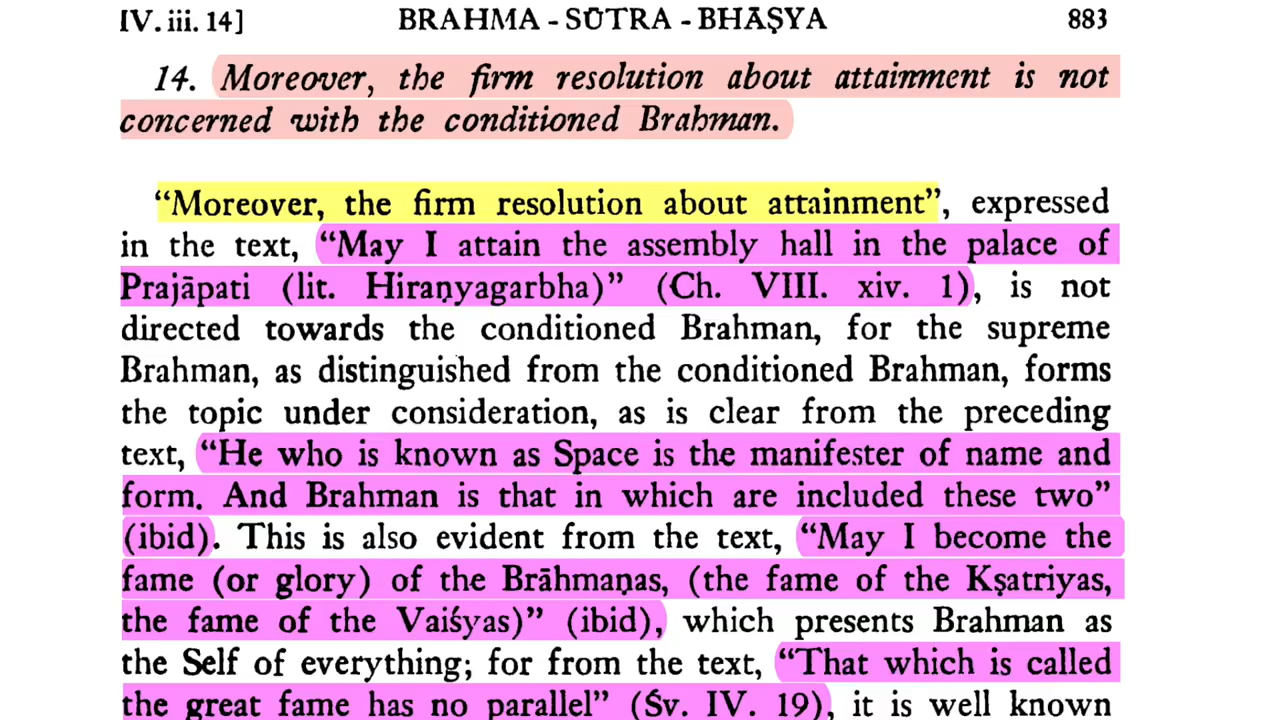 IV. iii. 14] BRAHMA - SŪTRA - BHĀṢYA 883
14. Moreover, the firm resolution about attainment is not
concerned with the conditioned Brahman.
“Moreover, the firm resolution about attainment”, expressed
in the text, “May I attain the assembly hall in the palace of
Prajāpati (lit. Hiraṇyagarbha)” (Ch. VIII. xiv. 1), is not
directed towards the conditioned Brahman, for the supreme
Brahman, as distinguished from the conditioned Brahman, forms
the topic under consideration, as is clear from the preceding
text, “He who is known as Space is the manifester of name and
form. And Brahman is that in which are included these two”
(ibid). This is also evident from the text, “May I become the
fame (or glory) of the Brāhmaṇas, (the fame of the Kṣatriyas,
the fame of the Vaiśyas)” (ibid), which presents Brahman as
the Self of everything; for from the text, “That which is called
the great fame has no parallel” (Śv. IV. 19), it is well known